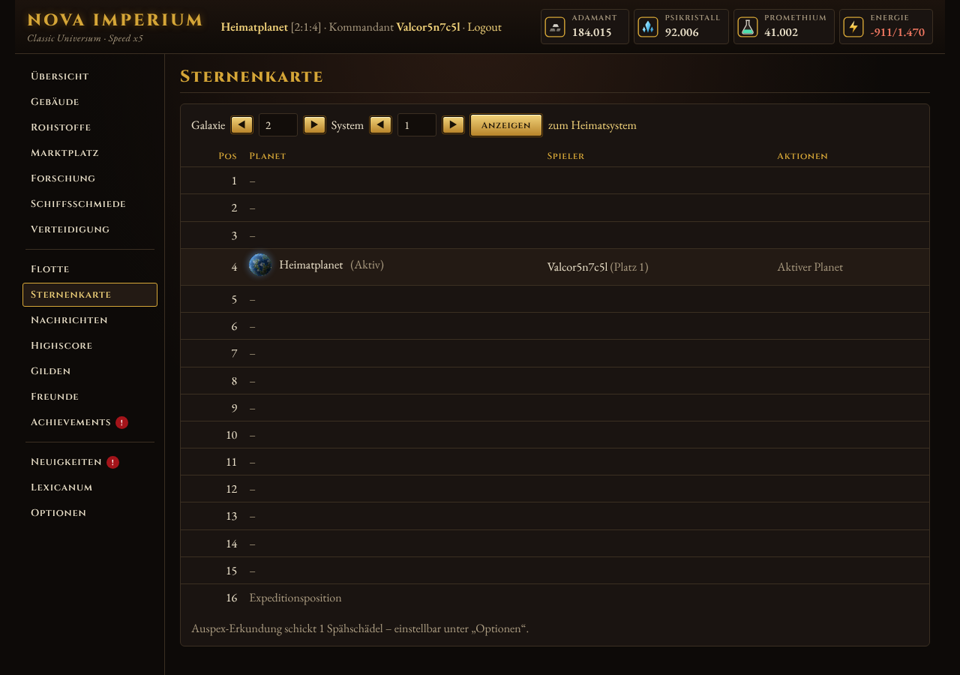 NOVA IMPERIUM
Classic Universum · Speed x5
Heimatplanet [2:1:4] · Kommandant Valcor5n7c5l · Logout
ADAMANT
184.015
PSIKRISTALL
92.006
PROMETHIUM
41.002
ENERGIE
-911/1.470
ÜBERSICHT
GEBÄUDE
ROHSTOFFE
MARKTPLATZ
FORSCHUNG
SCHIFFSSCHMIEDE
VERTEIDIGUNG
FLOTTE
STERNENKARTE
NACHRICHTEN
HIGHSCORE
GILDEN
FREUNDE
ACHIEVEMENTS !
NEUIGKEITEN !
LEXICANUM
OPTIONEN
STERNENKARTE
Galaxie ◀ 2 ▶ System ◀ 1 ▶ ANZEIGEN zum Heimatsystem
POS PLANET SPIELER AKTIONEN
1 –
2 –
3 –
4 Heimatplanet (Aktiv) Valcor5n7c5l (Platz 1) Aktiver Planet
5 –
6 –
7 –
8 –
9 –
10 –
11 –
12 –
13 –
14 –
15 –
16 Expeditionsposition
Auspex-Erkundung schickt 1 Spähschädel – einstellbar unter „Optionen“.